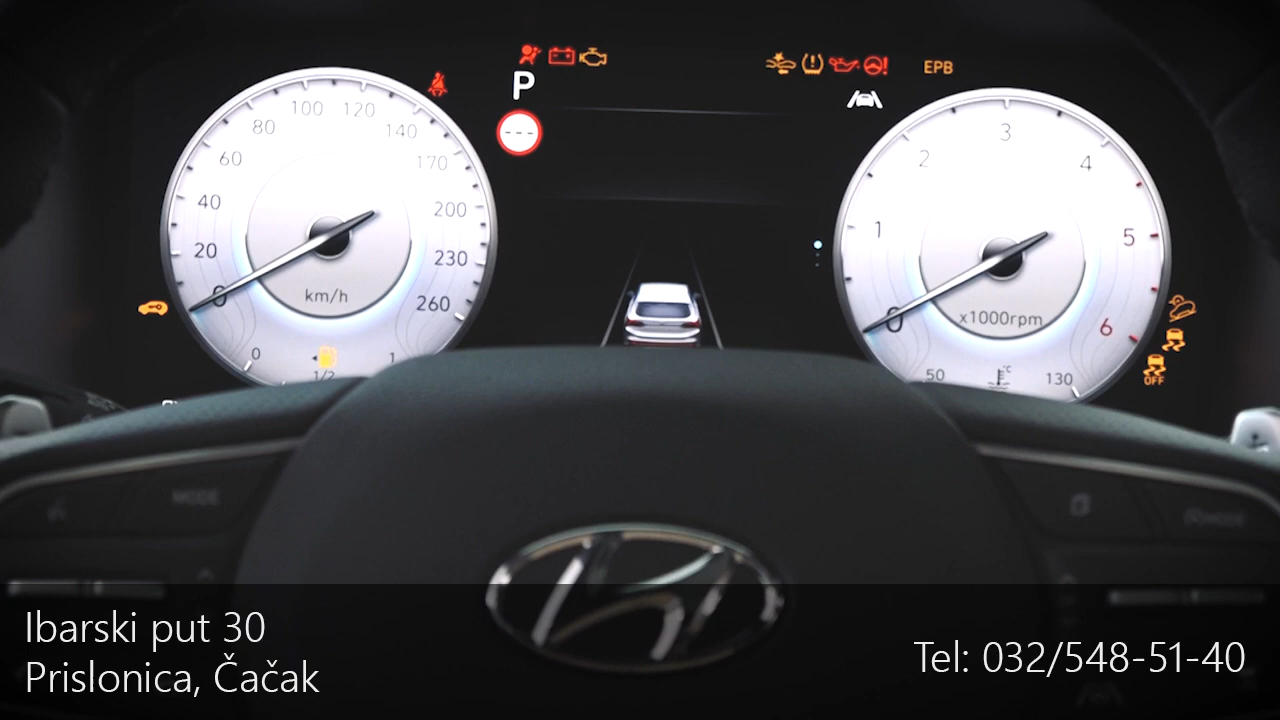 P
EPB
- - -
0
20
40
60
80
100
120
140
170
200
230
260
km/h
0
1/2
1
0
1
2
3
4
5
6
x1000rpm
50
°C
130
OFF
MODE
Ibarski put 30
Prislonica, Čačak
Tel: 032/548-51-40